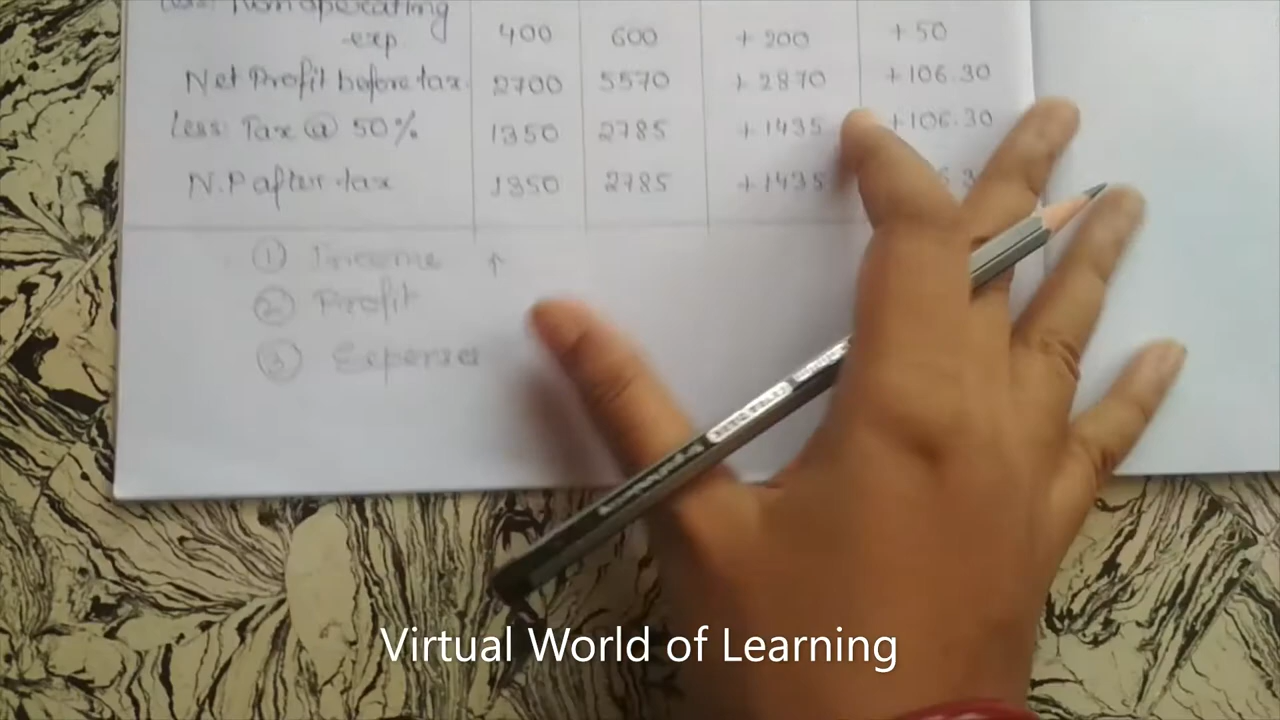 Less: Non operating
exp. 400 600 + 200 + 50
Net Profit before tax. 2700 5570 + 2870 +106.30
Less: Tax @ 50% 1350 2785 +1435 +106.30
N.P after tax 1350 2785 +1435
① Income ↑
② Profit
③ Expenses
Virtual World of Learning